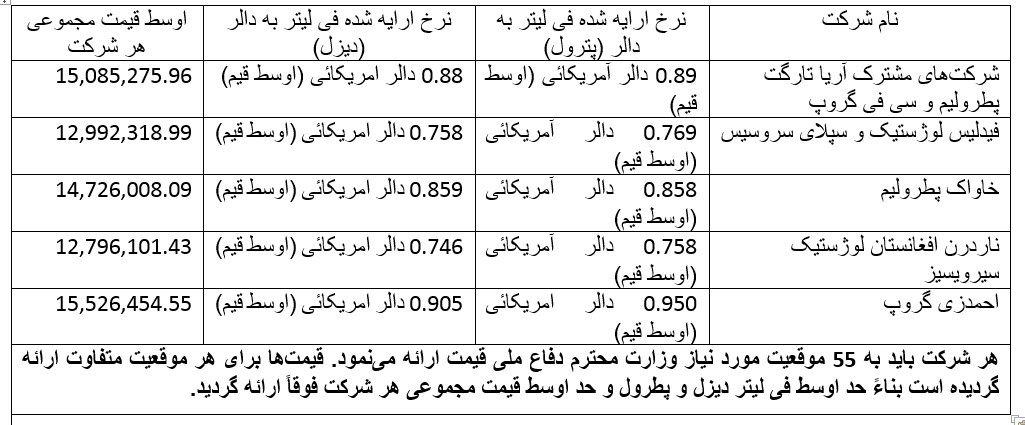 نام شرکت
نرخ ارایه شده فی لیتر به
دالر (پترول)
نرخ ارایه شده فی لیتر به دالر
(دیزل)
اوسط قیمت مجموعی
هر شرکت
شرکت‌های مشترک آریا تارگت
پطرولیم و سی فی گروپ
0.89 دالر آمریکائی (اوسط
قیم)
0.88 دالر امریکائی (اوسط قیم)
15,085,275.96
فیدلیس لوژستیک و سپلای سروسیس
0.769 دالر آمریکائی
(اوسط قیم)
0.758 دالر امریکائی (اوسط قیم)
12,992,318.99
خاواک پطرولیم
0.858 دالر آمریکائی
(اوسط قیم)
0.859 دالر امریکائی (اوسط قیم)
14,726,008.09
ناردرن افغانستان لوژستیک
سیرویسیز
0.758 دالر آمریکائی
(اوسط قیم)
0.746 دالر امریکائی (اوسط قیم)
12,796,101.43
احمدزی گروپ
0.950 دالر امریکائی
(اوسط قیم)
0.905 دالر امریکائی (اوسط قیم)
15,526,454.55
هر شرکت باید به 55 موقعیت مورد نیاز وزارت محترم دفاع ملی قیمت ارائه می‌نمود. قیمت‌ها برای هر موقعیت متفاوت ارائه
گردیده است بناءً حد اوسط فی لیتر دیزل و پطرول و حد اوسط قیمت مجموعی هر شرکت فوقاً ارائه گردید.